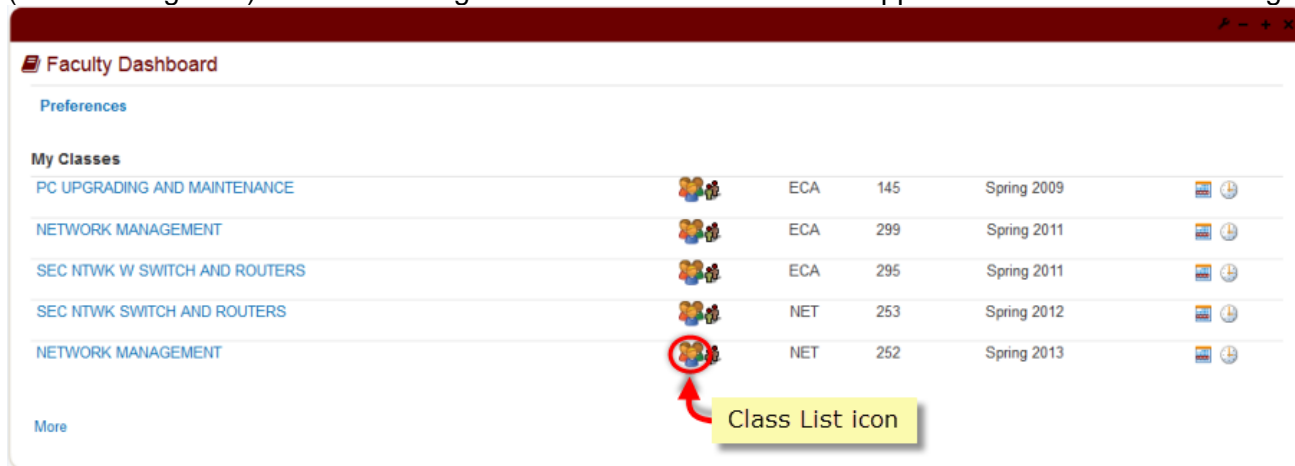 Faculty Dashboard
Preferences
My Classes
PC UPGRADING AND MAINTENANCE ECA 145 Spring 2009
NETWORK MANAGEMENT ECA 299 Spring 2011
SEC NTWK W SWITCH AND ROUTERS ECA 295 Spring 2011
SEC NTWK SWITCH AND ROUTERS NET 253 Spring 2012
NETWORK MANAGEMENT NET 252 Spring 2013
Class List icon
More